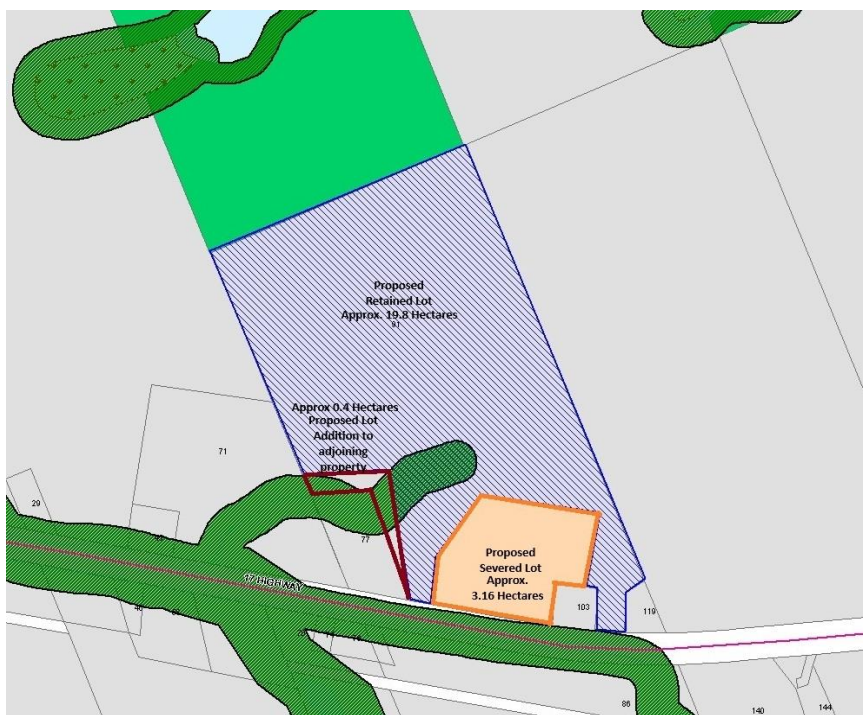 Proposed
Retained Lot
Approx. 19.8 Hectares
91
Approx 0.4 Hectares
Proposed Lot
Addition to
adjoining
property
71
29
77
17 HIGHWAY
Proposed
Severed Lot
Approx.
3.16 Hectares
103
119
86
140
144